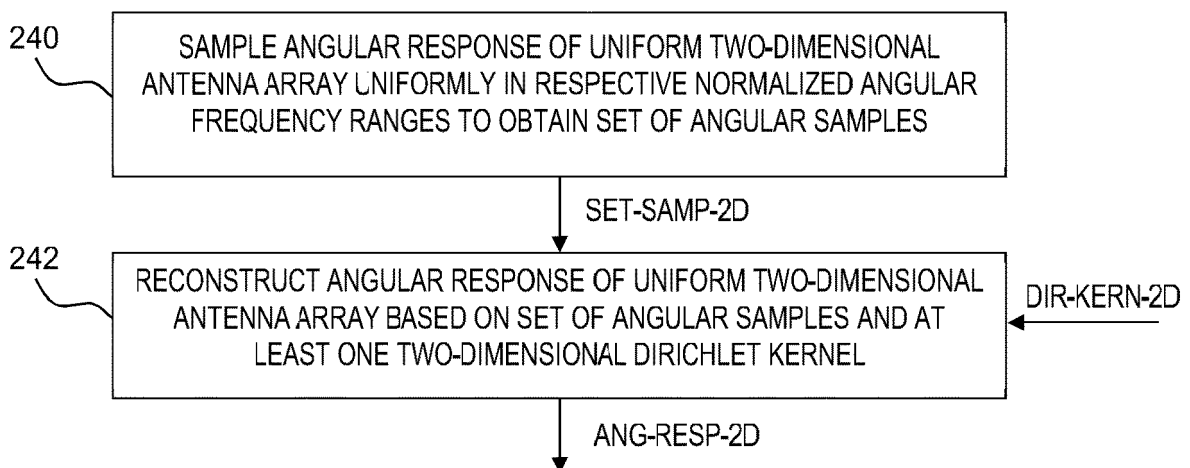 240
SAMPLE ANGULAR RESPONSE OF UNIFORM TWO-DIMENSIONAL
ANTENNA ARRAY UNIFORMLY IN RESPECTIVE NORMALIZED ANGULAR
FREQUENCY RANGES TO OBTAIN SET OF ANGULAR SAMPLES
SET-SAMP-2D
242
RECONSTRUCT ANGULAR RESPONSE OF UNIFORM TWO-DIMENSIONAL
ANTENNA ARRAY BASED ON SET OF ANGULAR SAMPLES AND AT
LEAST ONE TWO-DIMENSIONAL DIRICHLET KERNEL
DIR-KERN-2D
ANG-RESP-2D